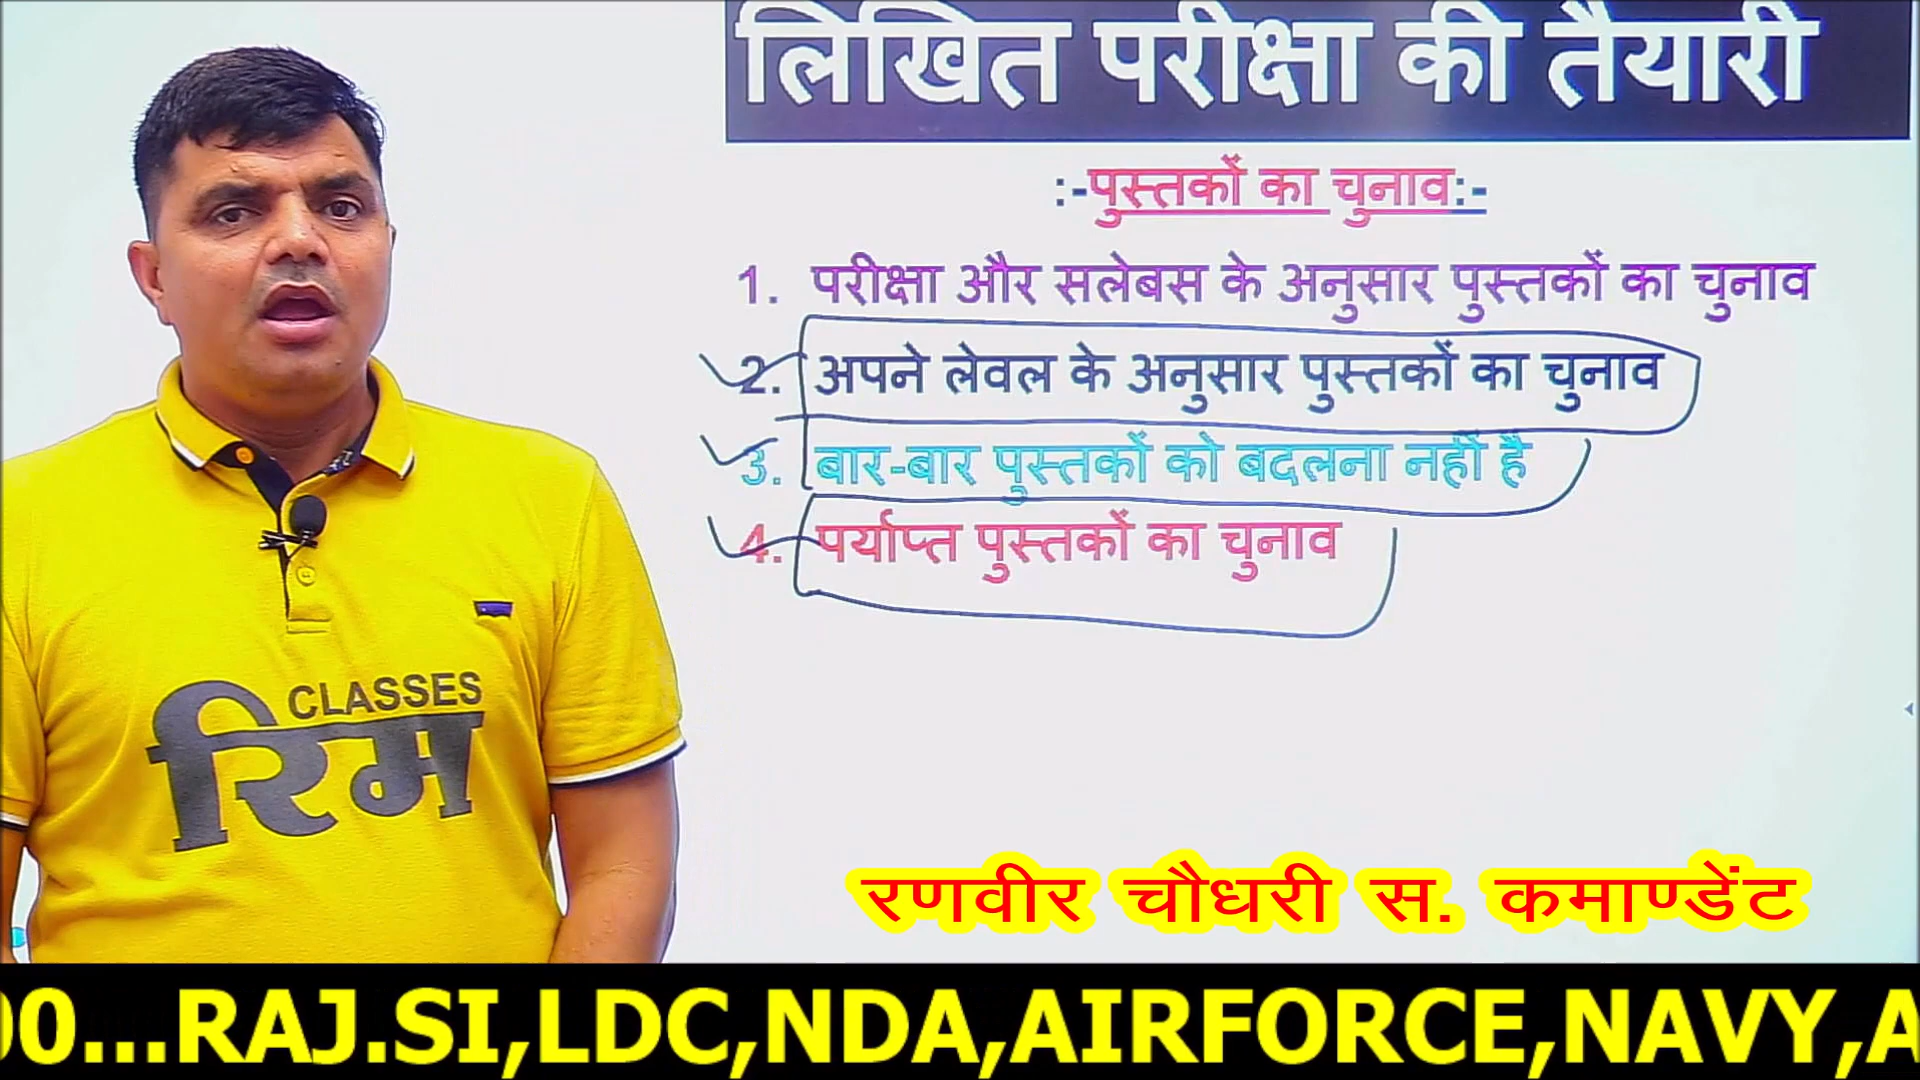 लिखित परीक्षा की तैयारी
:-पुस्तकों का चुनाव:-
1. परीक्षा और सलेबस के अनुसार पुस्तकों का चुनाव
2. अपने लेवल के अनुसार पुस्तकों का चुनाव
3. बार-बार पुस्तकों को बदलना नहीं है
4. पर्याप्त पुस्तकों का चुनाव
CLASSES
रिम
रणवीर चौधरी स. कमाण्डेंट
00...RAJ.SI,LDC,NDA,AIRFORCE,NAVY,A